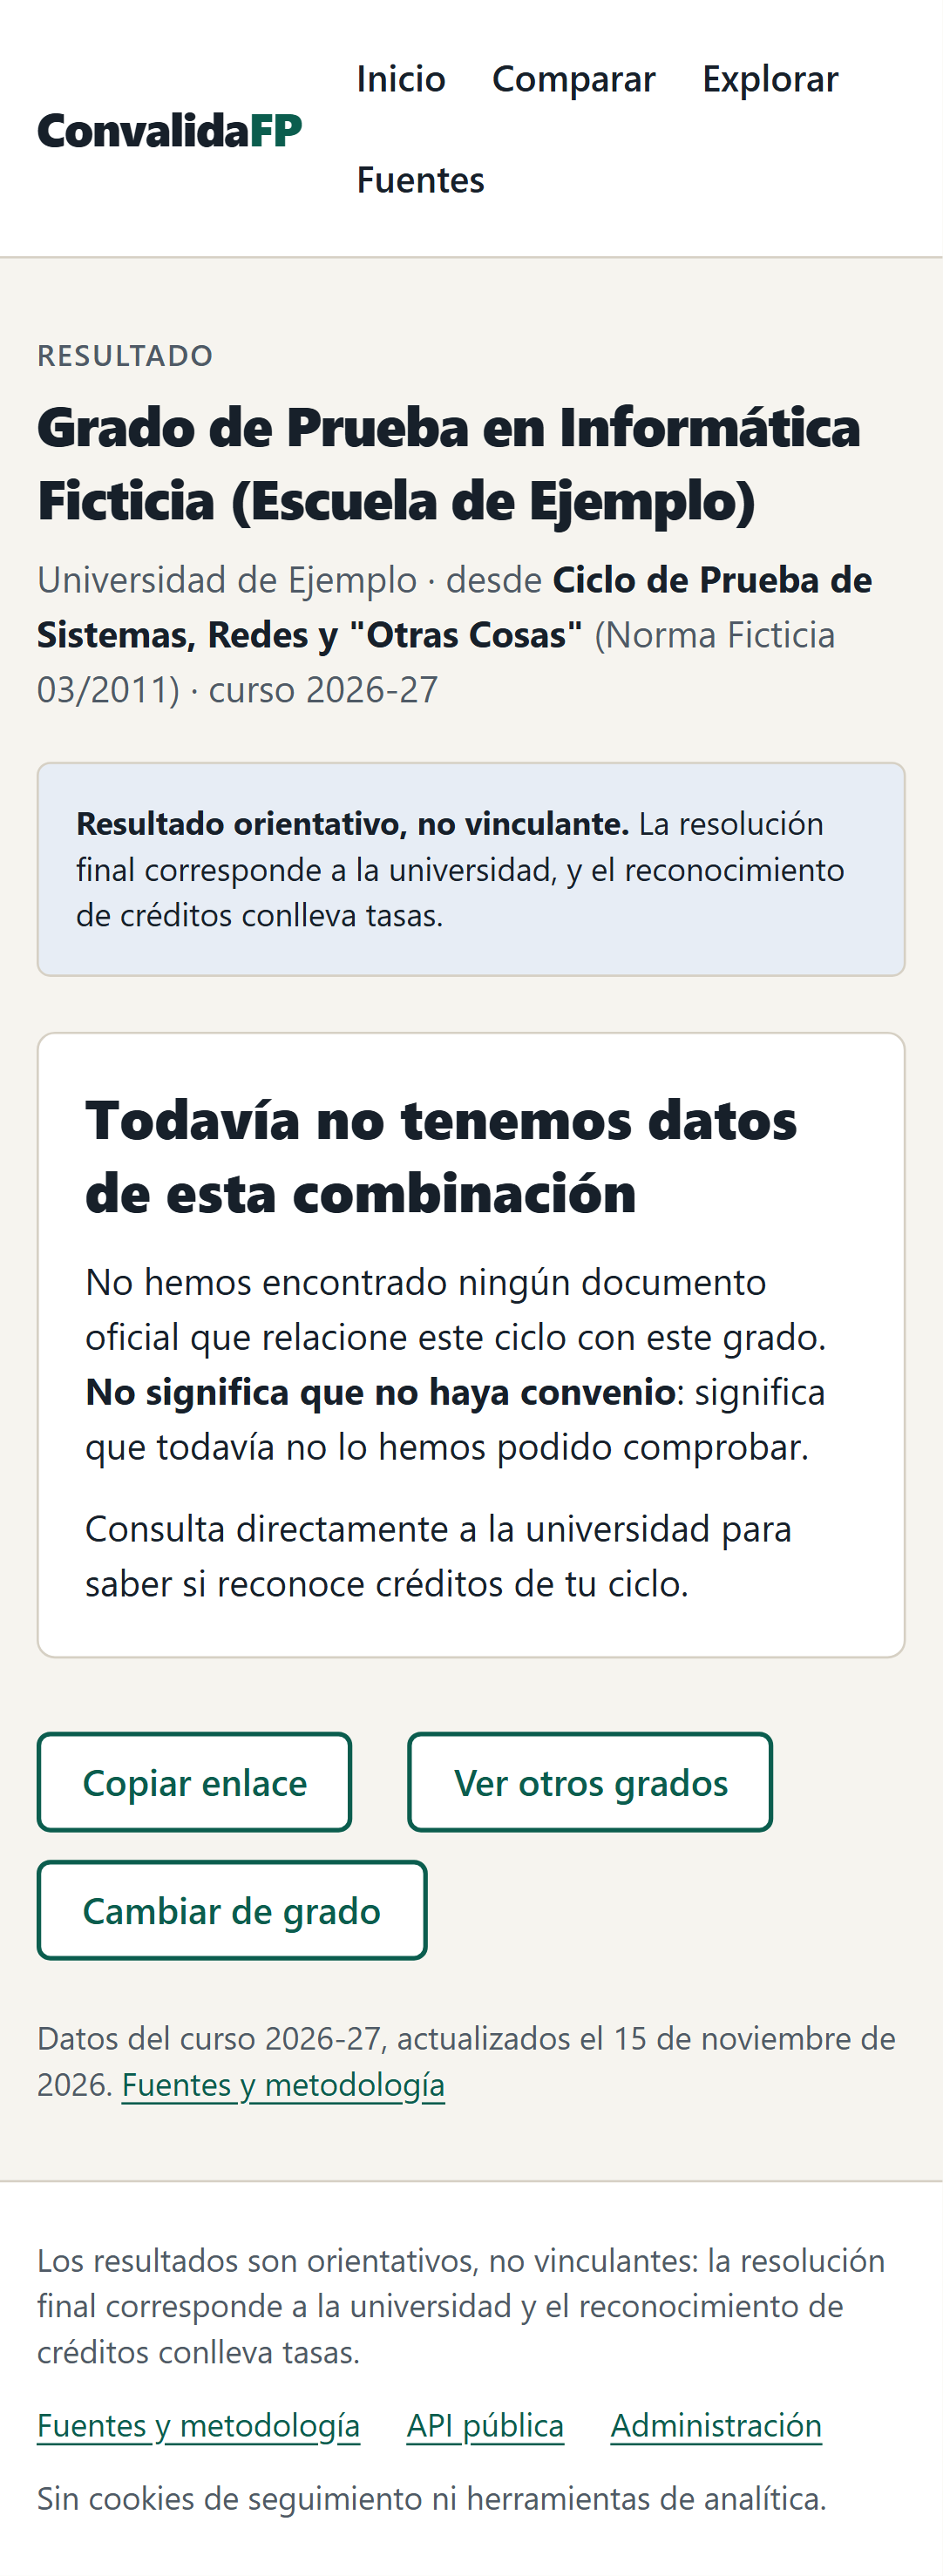 ConvalidaFP
Inicio Comparar Explorar
Fuentes
RESULTADO
Grado de Prueba en Informática
Ficticia (Escuela de Ejemplo)
Universidad de Ejemplo · desde Ciclo de Prueba de
Sistemas, Redes y "Otras Cosas" (Norma Ficticia
03/2011) · curso 2026-27
Resultado orientativo, no vinculante. La resolución
final corresponde a la universidad, y el reconocimiento
de créditos conlleva tasas.
Todavía no tenemos datos
de esta combinación
No hemos encontrado ningún documento
oficial que relacione este ciclo con este grado.
No significa que no haya convenio: significa
que todavía no lo hemos podido comprobar.
Consulta directamente a la universidad para
saber si reconoce créditos de tu ciclo.
Copiar enlace Ver otros grados
Cambiar de grado
Datos del curso 2026-27, actualizados el 15 de noviembre de
2026. Fuentes y metodología
Los resultados son orientativos, no vinculantes: la resolución
final corresponde a la universidad y el reconocimiento de
créditos conlleva tasas.
Fuentes y metodología API pública Administración
Sin cookies de seguimiento ni herramientas de analítica.